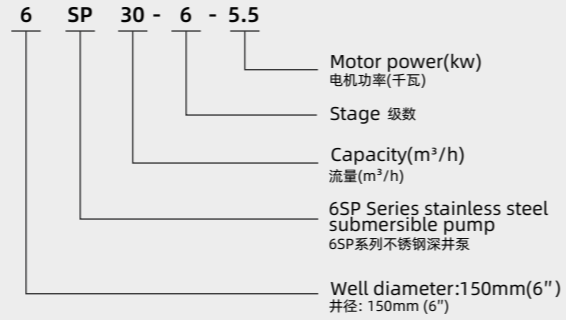 6 SP 30 - 6 - 5.5
Motor power(kw)
电机功率(千瓦)
Stage 级数
Capacity(m³/h)
流量(m³/h)
6SP Series stainless steel
submersible pump
6SP系列不锈钢深井泵
Well diameter:150mm(6")
井径: 150mm (6")